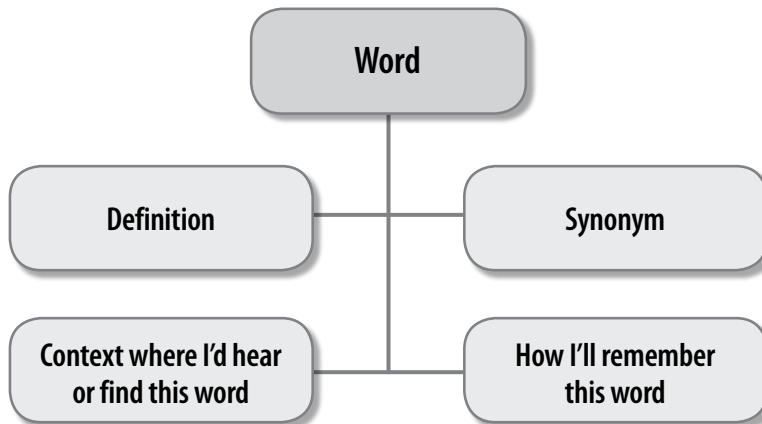 Word
Definition
Synonym
Context where I’d hear
or find this word
How I’ll remember
this word